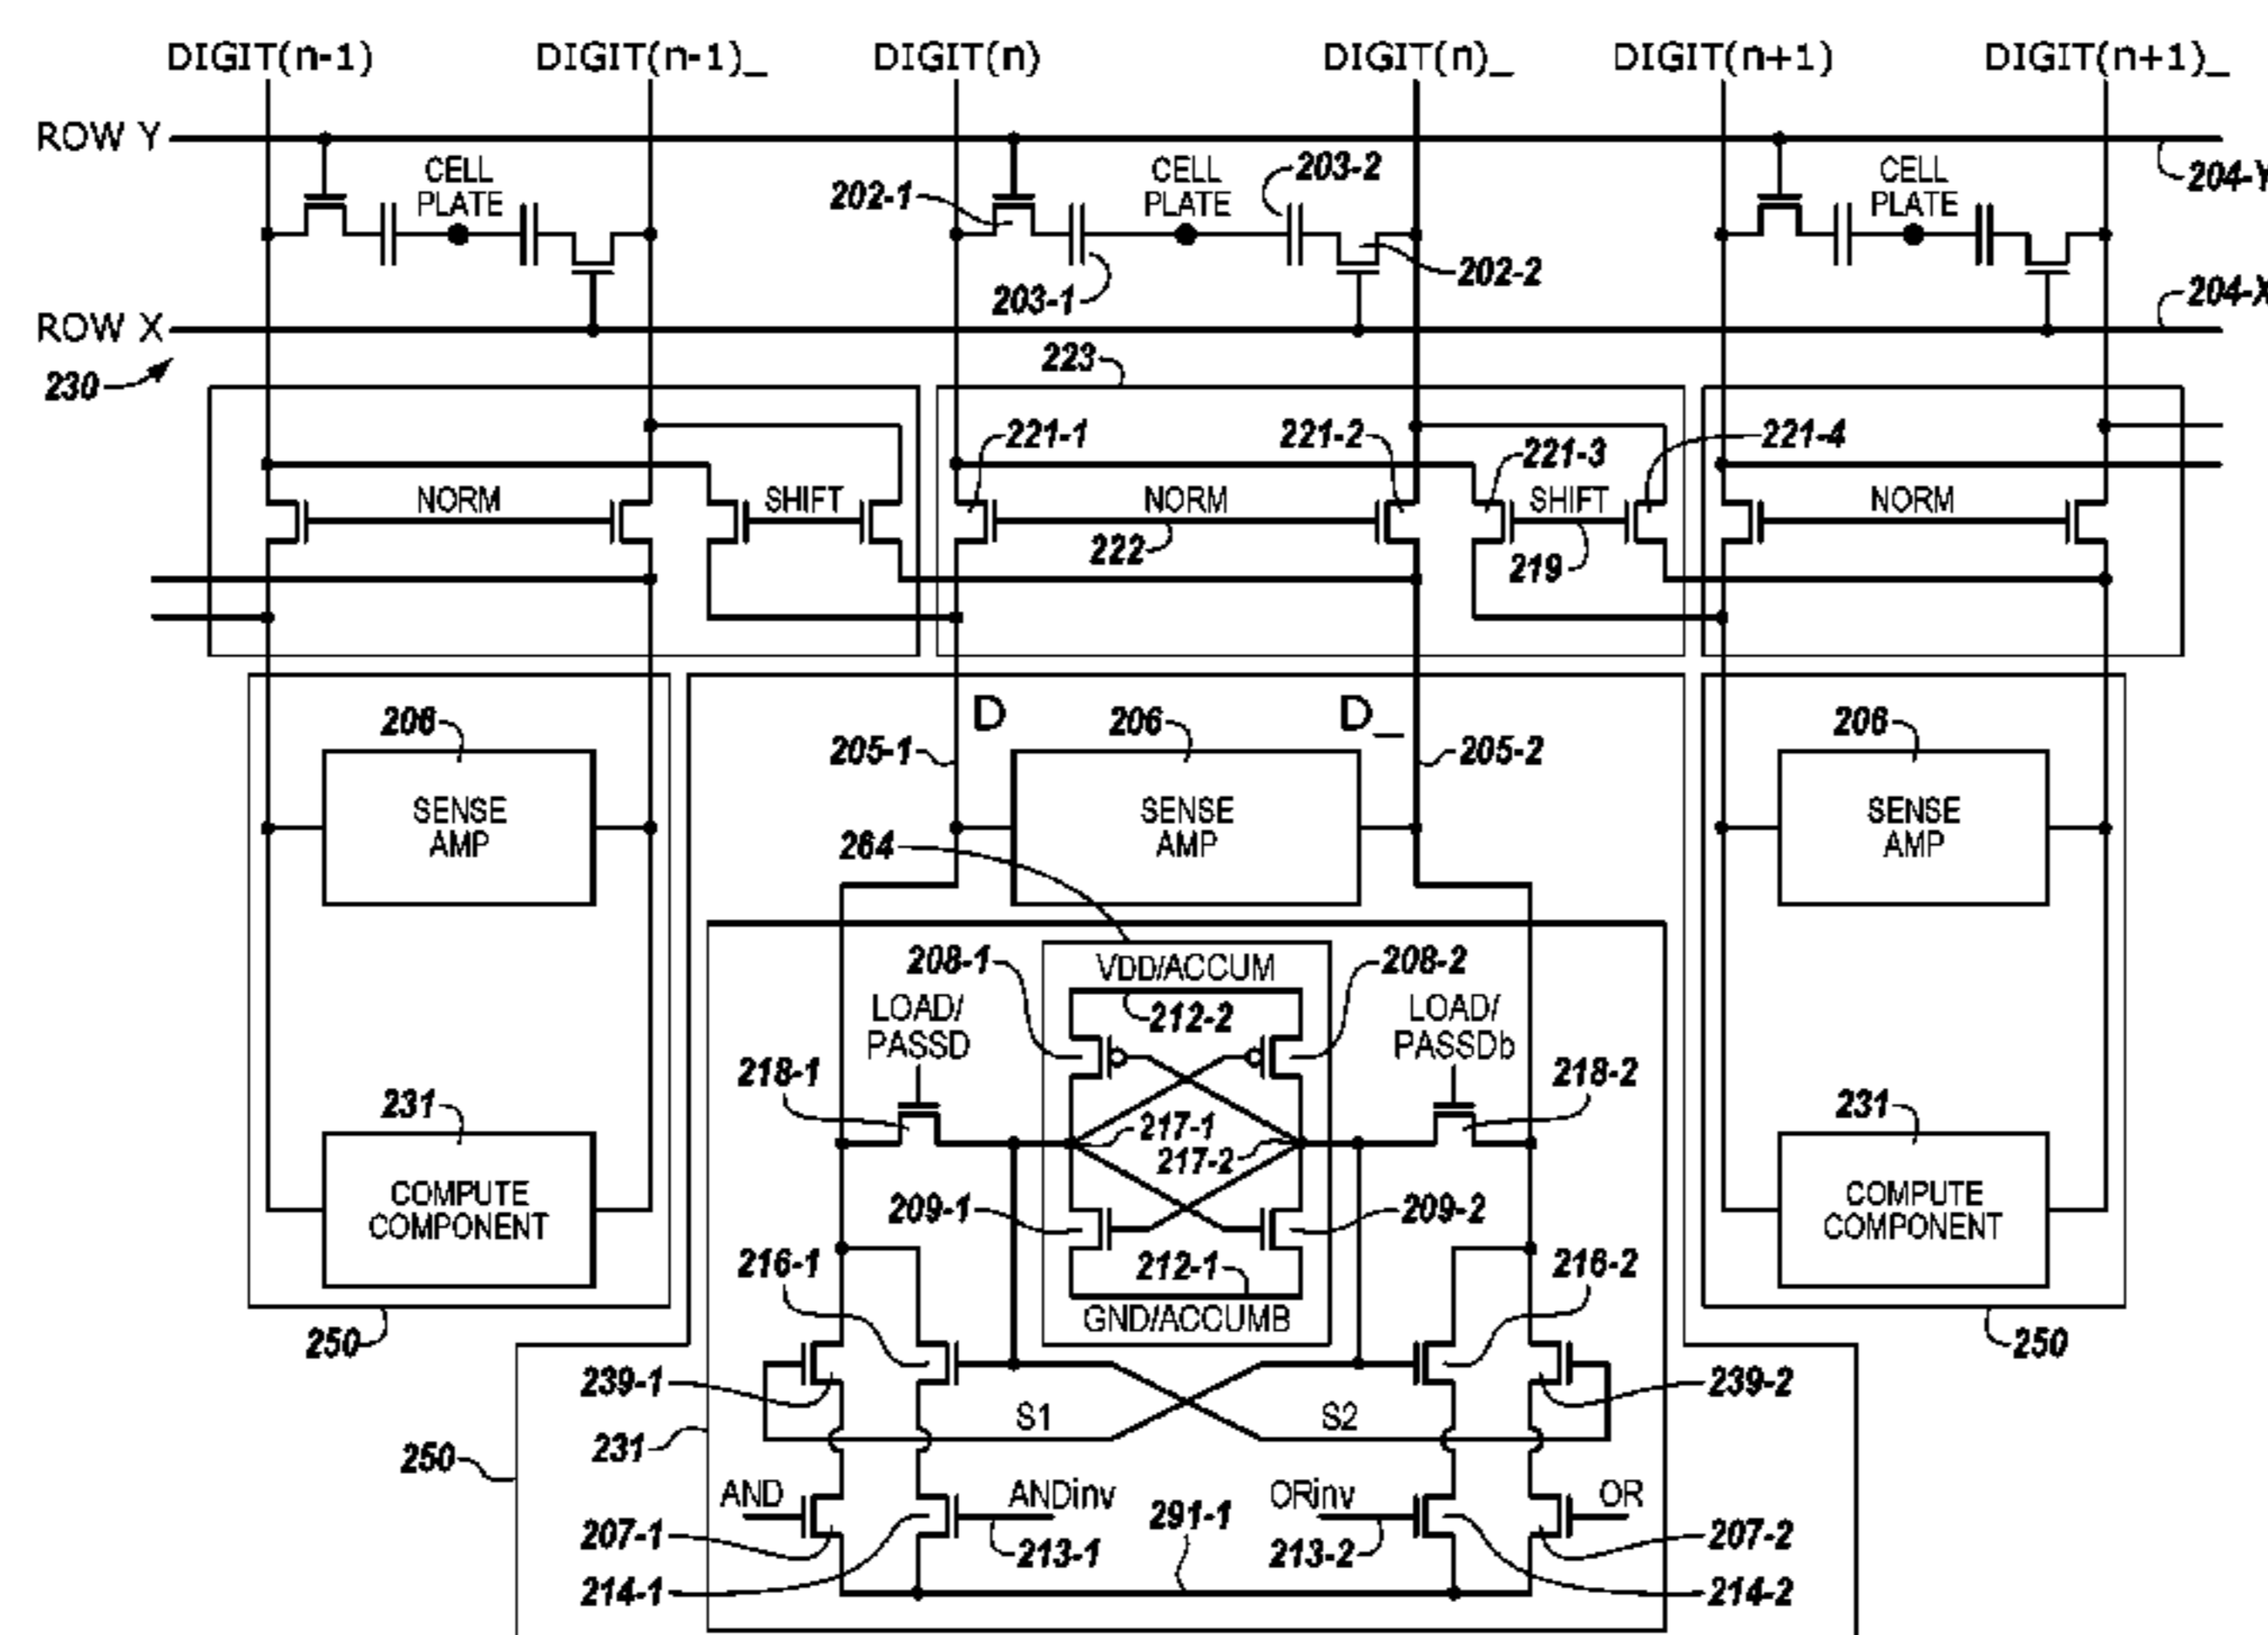 DIGIT(n-1) DIGIT(n-1)_ DIGIT(n) DIGIT(n)_ DIGIT(n+1) DIGIT(n+1)_
ROW Y
204-Y
CELL PLATE
202-1
CELL PLATE
203-2
CELL PLATE
203-1
202-2
204-X
ROW X
230
223
221-1 221-2 221-3 221-4
NORM SHIFT NORM SHIFT NORM
222 219
D D_
206 205-1 206 205-2 206
SENSE AMP
SENSE AMP
SENSE AMP
264
208-1 VDD/ACCUM 208-2
LOAD/PASSD
212-2
LOAD/PASSDb
218-1 218-2
231 217-1 231
217-2
COMPUTE COMPONENT
209-1 209-2
COMPUTE COMPONENT
216-1 212-1 216-2
GND/ACCUMB
250 250
239-1 239-2
S1 S2
250 231
AND ANDinv ORinv OR
291-1
207-1 213-1 213-2 207-2
214-1 214-2